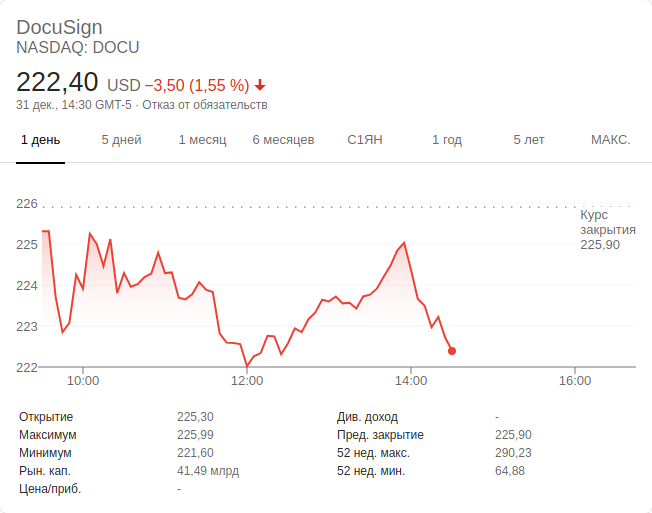 DocuSign
NASDAQ: DOCU
222,40 USD −3,50 (1,55 %)
31 дек., 14:30 GMT-5 · Отказ от обязательств
1 день 5 дней 1 месяц 6 месяцев С1ЯН 1 год 5 лет МАКС.
226
Курс
закрытия
225,90
225
224
223
222
10:00 12:00 14:00 16:00
Открытие 225,30 Див. доход -
Максимум 225,99 Пред. закрытие 225,90
Минимум 221,60 52 нед. макс. 290,23
Рын. кап. 41,49 млрд 52 нед. мин. 64,88
Цена/приб. -